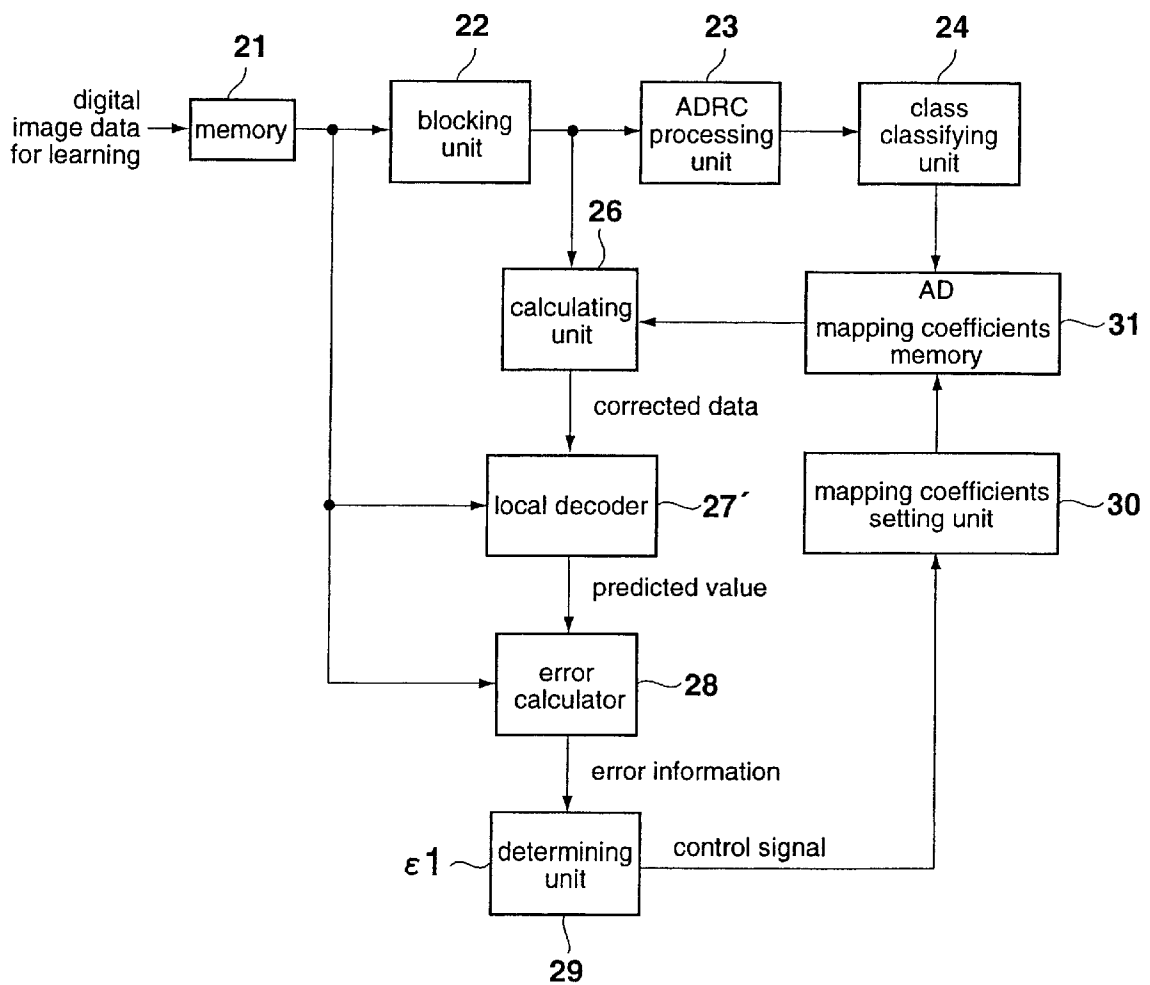 21
22
23
24
digital
image data
for learning
memory
blocking
unit
ADRC
processing
unit
class
classifying
unit
26
calculating
unit
AD
mapping coefficients
memory
31
corrected data
local decoder
27´
mapping coefficients
setting unit
30
predicted value
error
calculator
28
error information
ε1
determining
unit
control signal
29